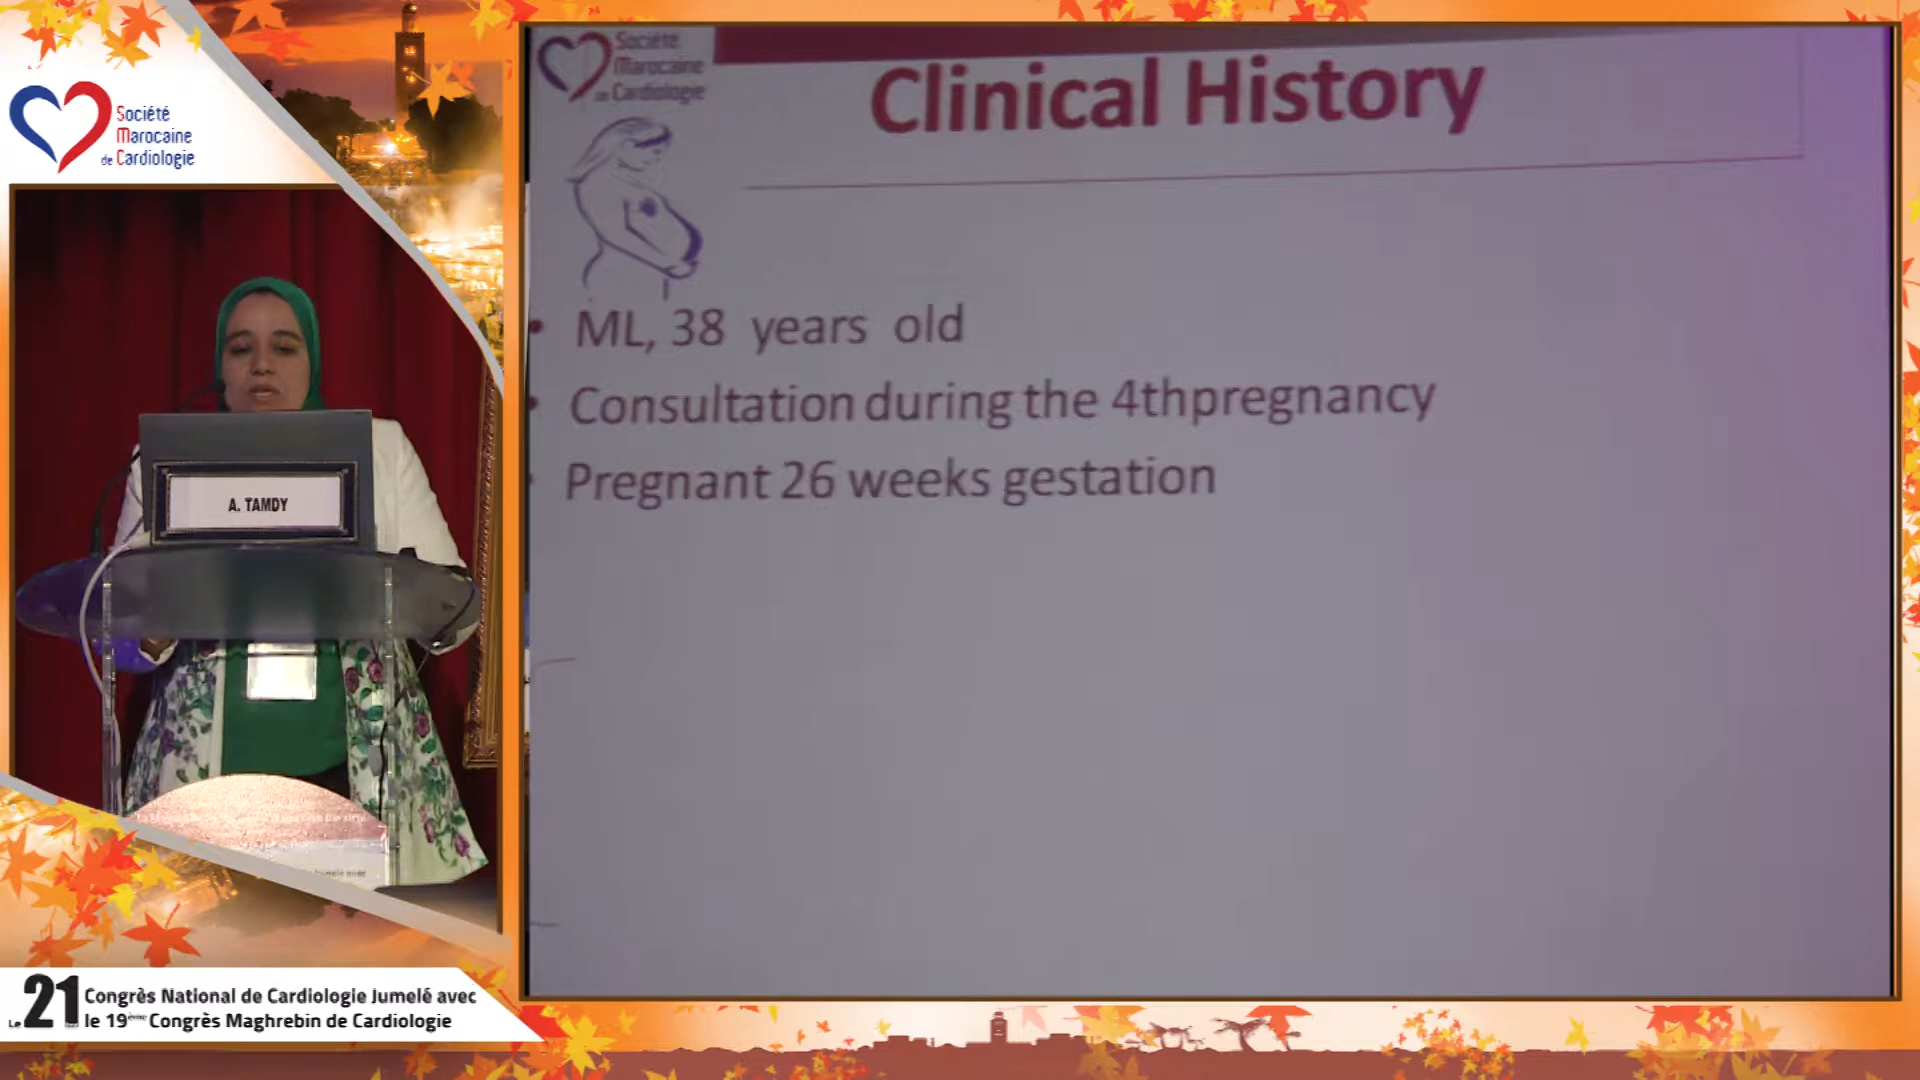 Société
Marocaine
de Cardiologie
A. TAMDY
Le 21 Congrès National de Cardiologie Jumelé avec
le 19ème Congrès Maghrebin de Cardiologie
Société
Marocaine
de Cardiologie
Clinical History
• ML, 38 years old
• Consultation during the 4thpregnancy
• Pregnant 26 weeks gestation